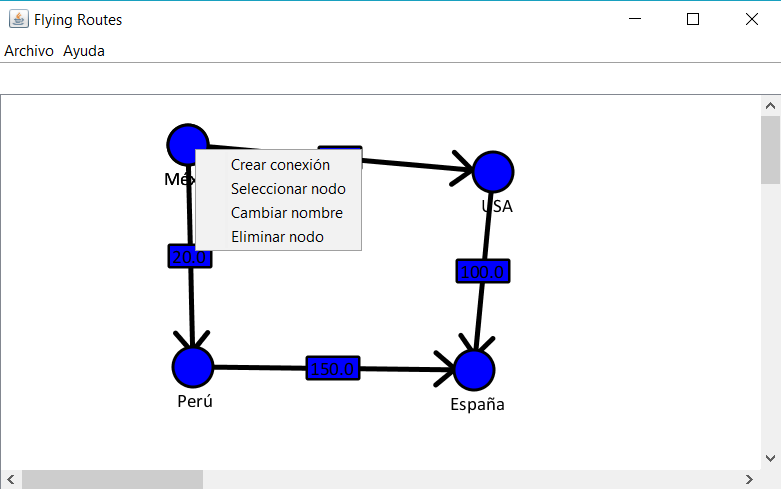 Flying Routes
Archivo Ayuda
Crear conexión
Seleccionar nodo
Cambiar nombre
Eliminar nodo
USA
20.0
100.0
150.0
Perú
España